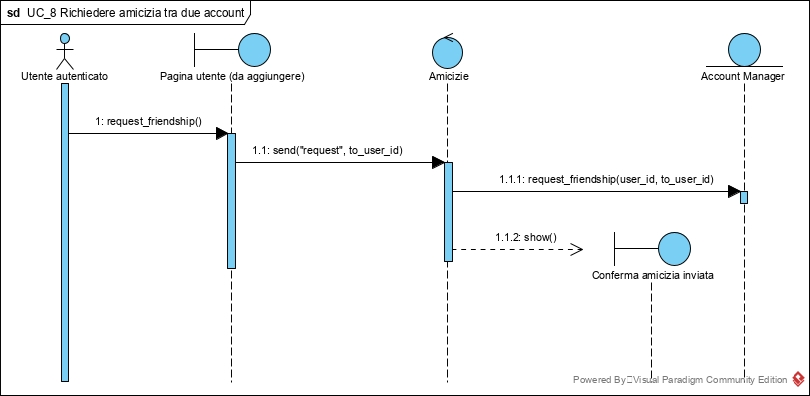 sd UC_8 Richiedere amicizia tra due account
Utente autenticato
Pagina utente (da aggiungere)
Amicizie
Account Manager
1: request_friendship()
1.1: send("request", to_user_id)
1.1.1: request_friendship(user_id, to_user_id)
1.1.2: show()
Conferma amicizia inviata
Powered By Visual Paradigm Community Edition